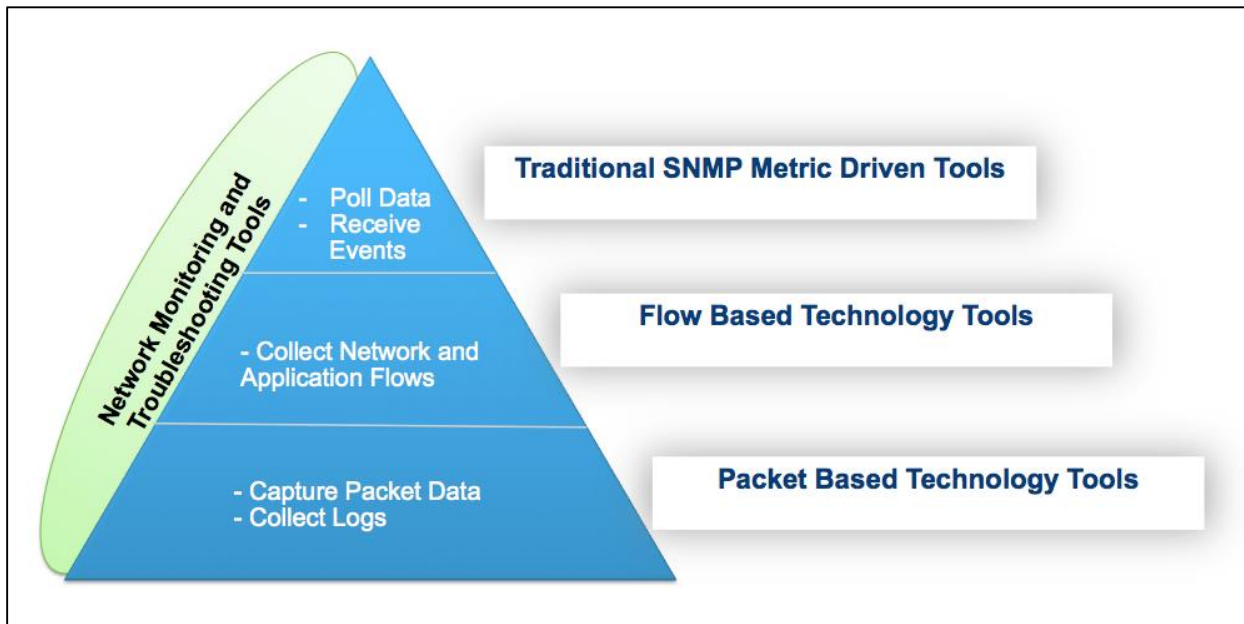 Network Monitoring and
Troubleshooting Tools
- Poll Data
- Receive
Events
Traditional SNMP Metric Driven Tools
- Collect Network and
Application Flows
Flow Based Technology Tools
- Capture Packet Data
- Collect Logs
Packet Based Technology Tools